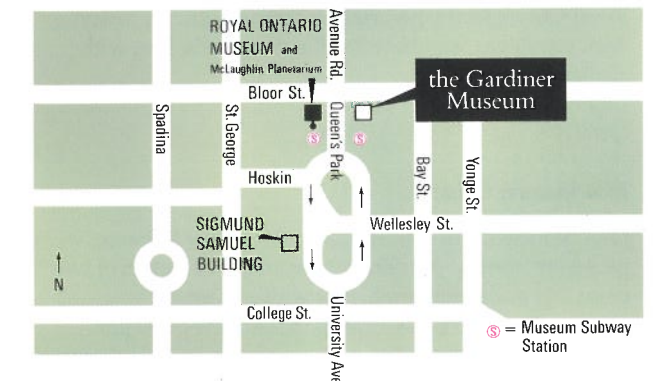 ROYAL ONTARIO
MUSEUM and
McLaughlin Planetarium
Avenue Rd.
the Gardiner
Museum
Bloor St.
Spadina
St. George
Queen's Park
S
S
Bay St.
Yonge St.
Hoskin
Wellesley St.
SIGMUND
SAMUEL
BUILDING
N
College St.
University Ave
S = Museum Subway
Station